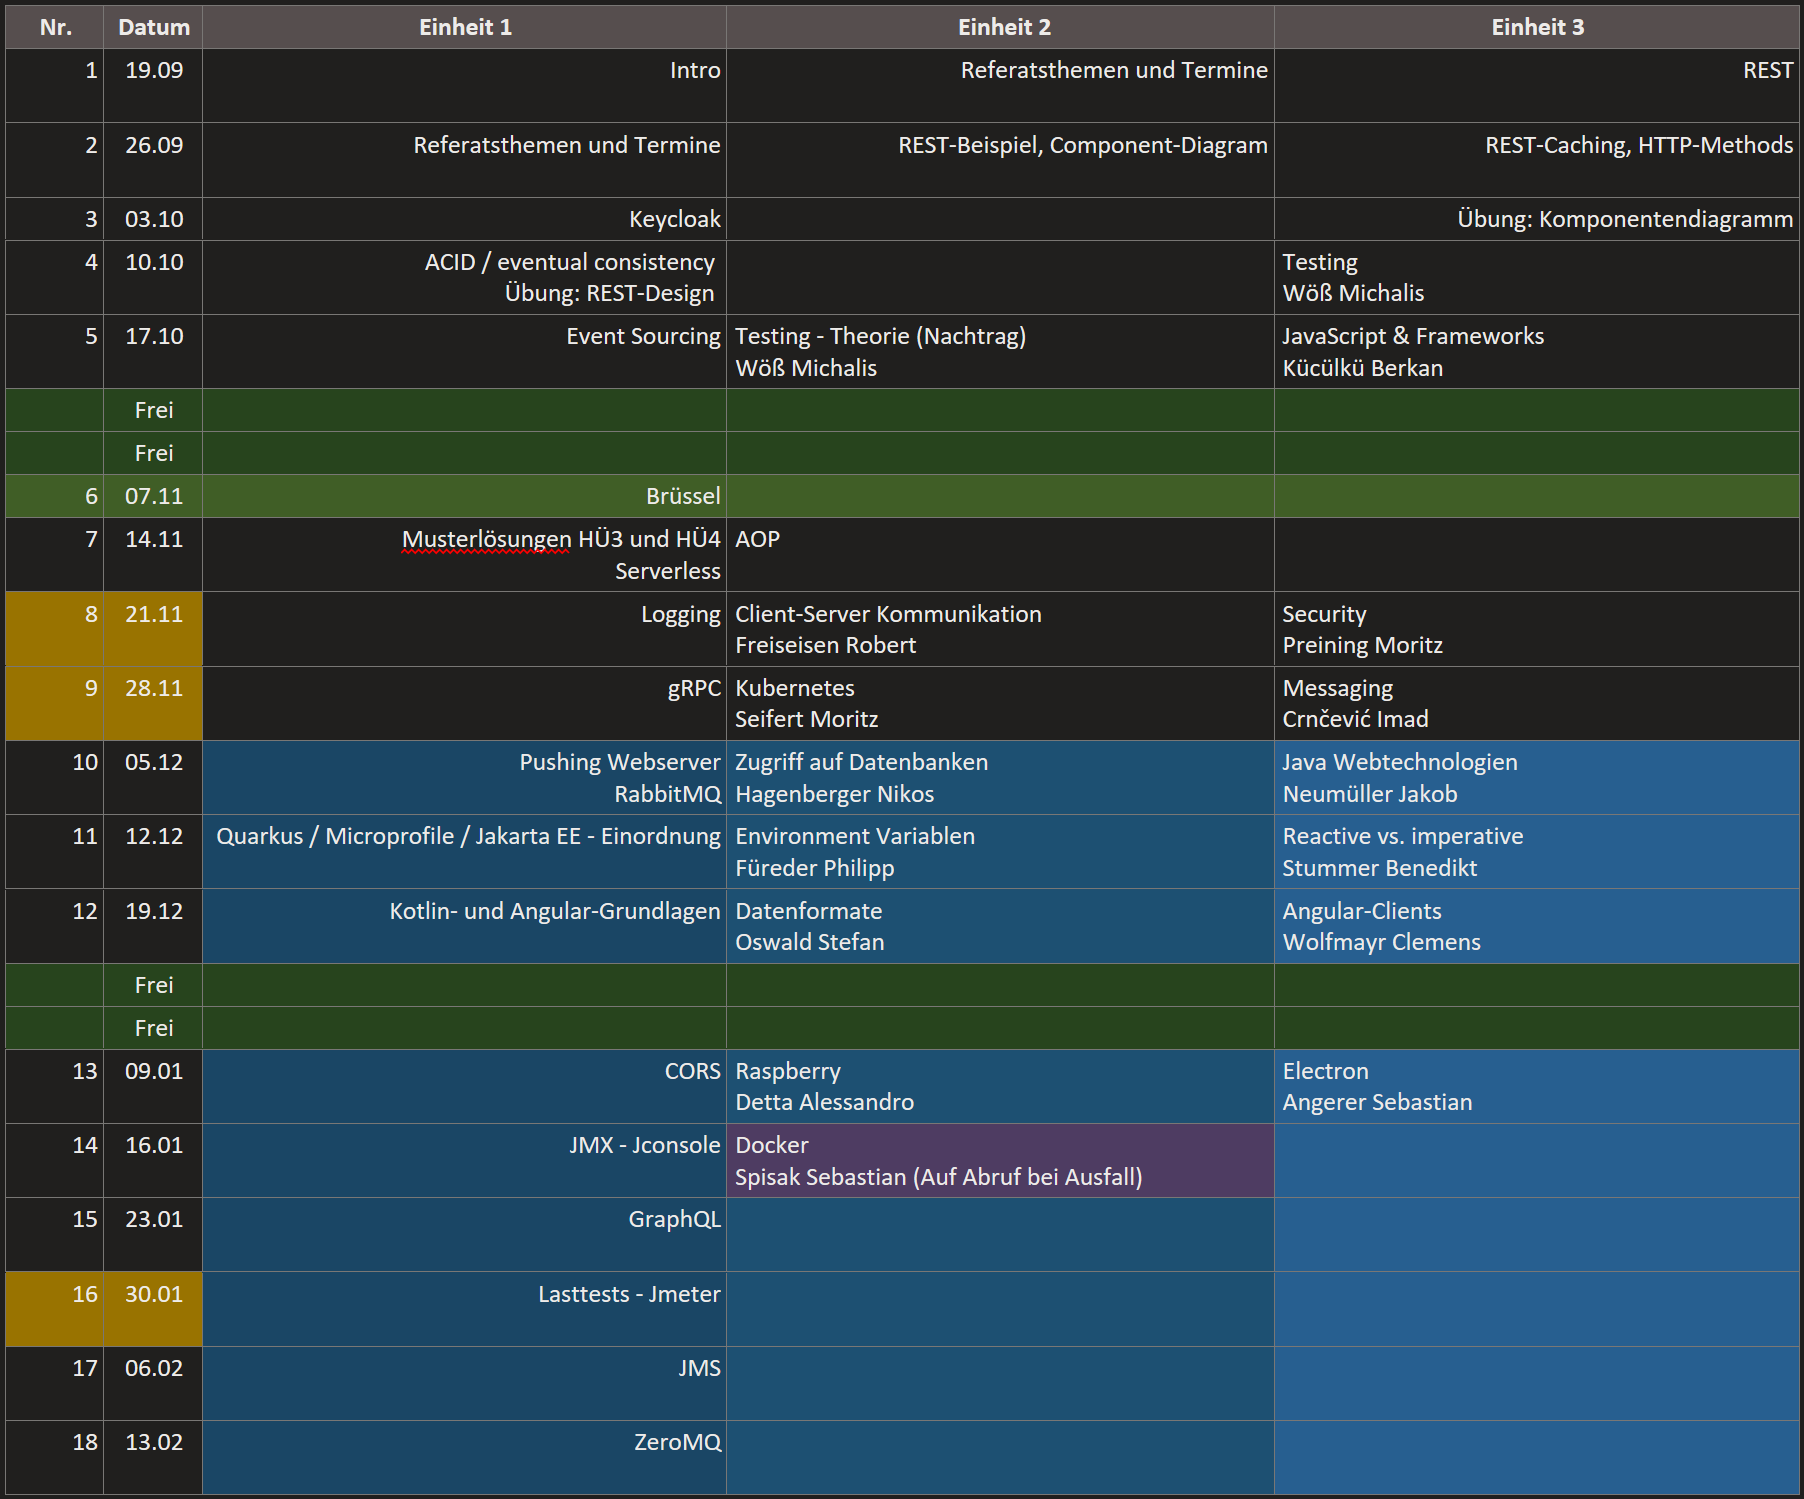 Nr. Datum Einheit 1 Einheit 2 Einheit 3
1 19.09 Intro Referatsthemen und Termine REST
2 26.09 Referatsthemen und Termine REST-Beispiel, Component-Diagram REST-Caching, HTTP-Methods
3 03.10 Keycloak Übung: Komponentendiagramm
4 10.10 ACID / eventual consistency Testing
Übung: REST-Design Wöß Michalis
5 17.10 Event Sourcing Testing - Theorie (Nachtrag) JavaScript & Frameworks
Wöß Michalis Kücülkü Berkan
Frei
Frei
6 07.11 Brüssel
7 14.11 Musterlösungen HÜ3 und HÜ4 AOP
Serverless
8 21.11 Logging Client-Server Kommunikation Security
Freiseisen Robert Preining Moritz
9 28.11 gRPC Kubernetes Messaging
Seifert Moritz Crnčević Imad
10 05.12 Pushing Webserver Zugriff auf Datenbanken Java Webtechnologien
RabbitMQ Hagenberger Nikos Neumüller Jakob
11 12.12 Quarkus / Microprofile / Jakarta EE - Einordnung Environment Variablen Reactive vs. imperative
Füreder Philipp Stummer Benedikt
12 19.12 Kotlin- und Angular-Grundlagen Datenformate Angular-Clients
Oswald Stefan Wolfmayr Clemens
Frei
Frei
13 09.01 CORS Raspberry Electron
Detta Alessandro Angerer Sebastian
14 16.01 JMX - Jconsole Docker
Spisak Sebastian (Auf Abruf bei Ausfall)
15 23.01 GraphQL
16 30.01 Lasttests - Jmeter
17 06.02 JMS
18 13.02 ZeroMQ